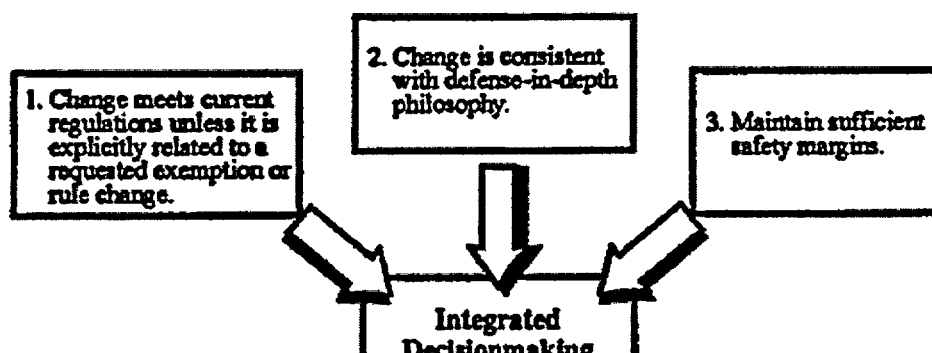 1. Change meets current
regulations unless it is
explicitly related to a
requested exemption or
rule change.
2. Change is consistent
with defense-in-depth
philosophy.
3. Maintain sufficient
safety margins.
Integrated
Decisionmaking